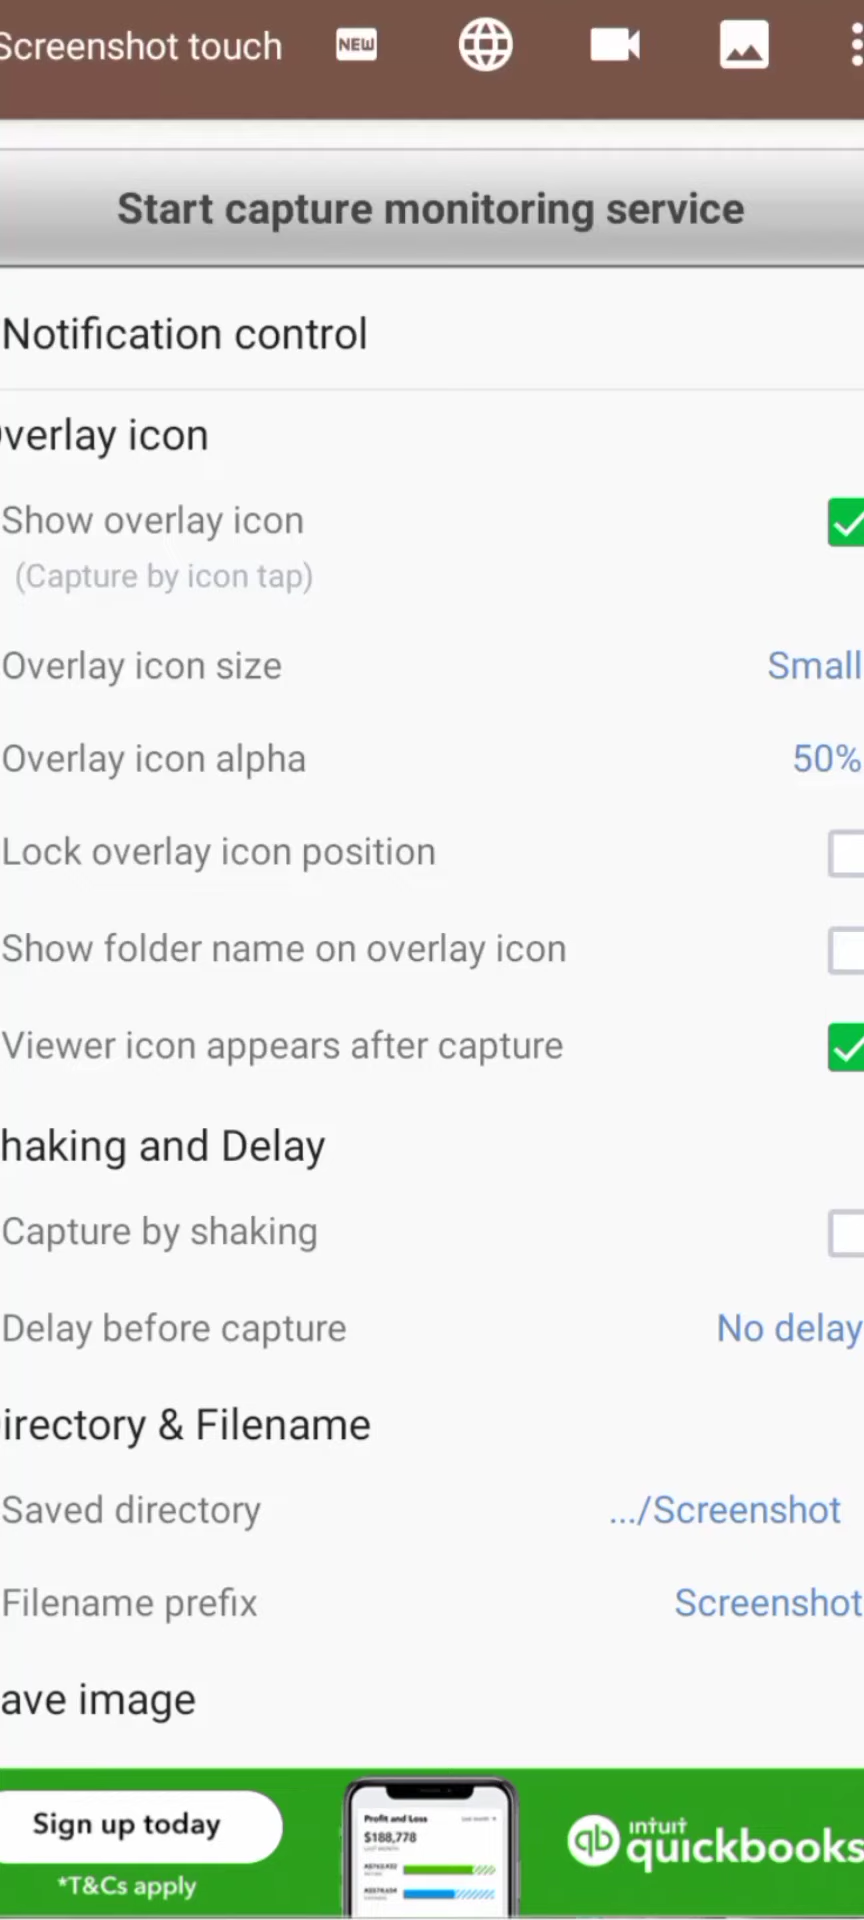 Screenshot touch NEW
Start capture monitoring service
Notification control
verlay icon
Show overlay icon
(Capture by icon tap)
Overlay icon size Small
Overlay icon alpha 50%
Lock overlay icon position
Show folder name on overlay icon
Viewer icon appears after capture
haking and Delay
Capture by shaking
Delay before capture No delay
irectory & Filename
Saved directory .../Screenshot
Filename prefix Screenshot
ave image
Sign up today
*T&Cs apply
Profit and Loss
$188,778
qb intuit quickbooks